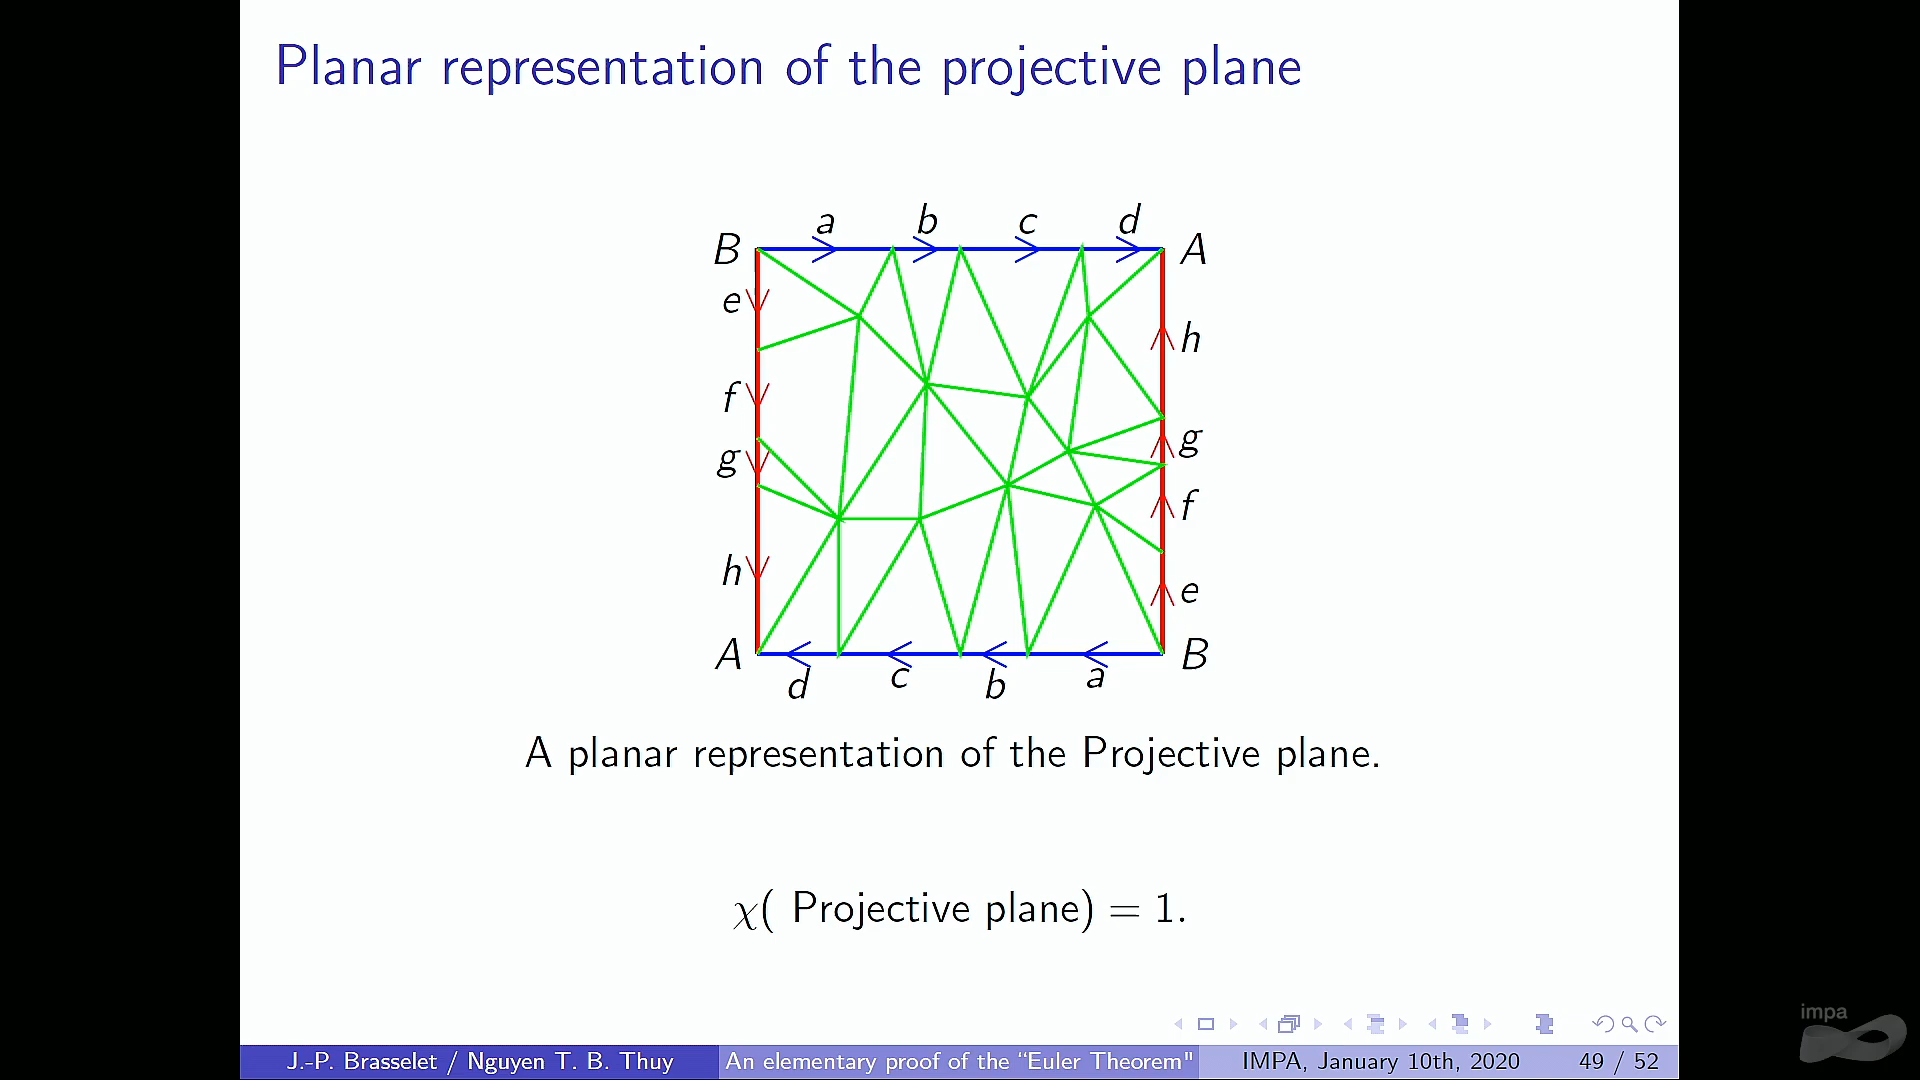 Planar representation of the projective plane
a b c d
B A
e
h
f
g
g
f
h
e
A B
d c b a
A planar representation of the Projective plane.
χ( Projective plane) = 1.
impa
J.-P. Brasselet / Nguyen T. B. Thuy An elementary proof of the “Euler Theorem" IMPA, January 10th, 2020 49 / 52